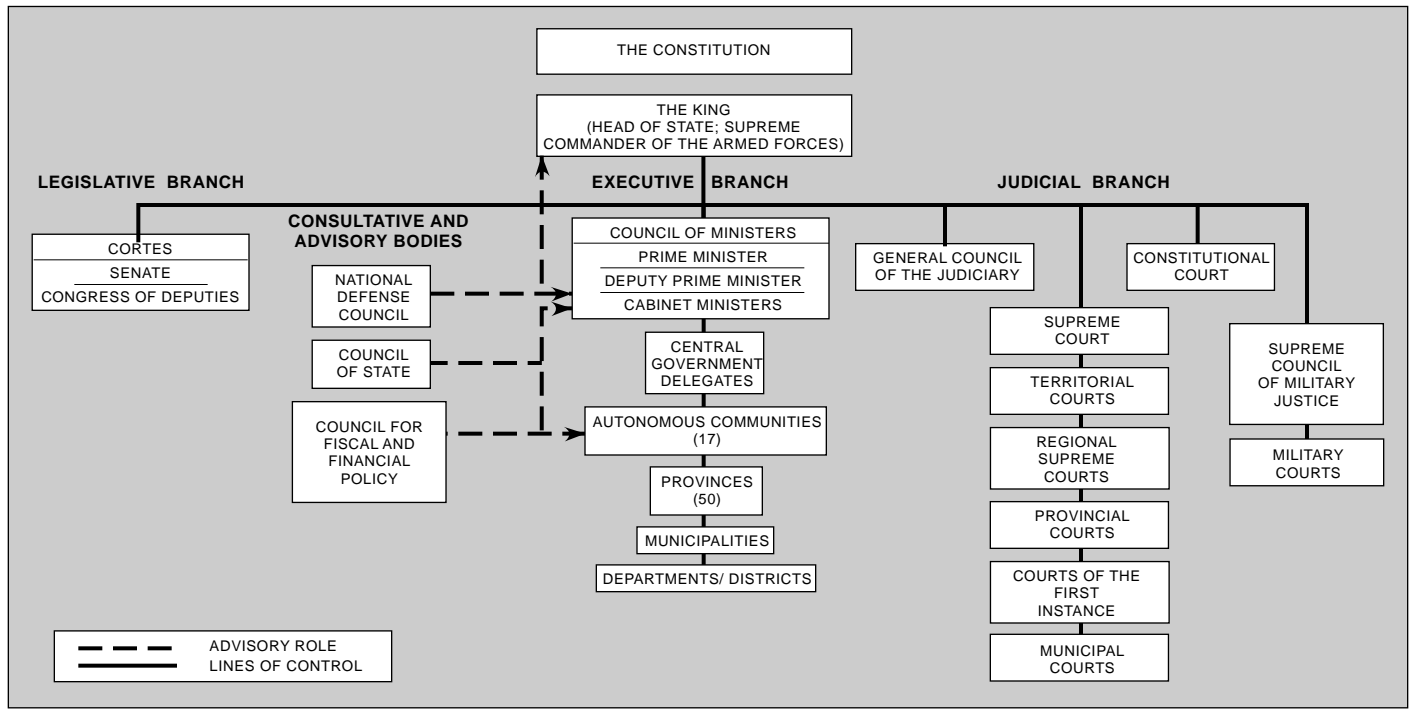 THE CONSTITUTION
THE KING
(HEAD OF STATE; SUPREME
COMMANDER OF THE ARMED FORCES)
LEGISLATIVE BRANCH
EXECUTIVE BRANCH
JUDICIAL BRANCH
CORTES
SENATE
CONGRESS OF DEPUTIES
CONSULTATIVE AND
ADVISORY BODIES
NATIONAL
DEFENSE
COUNCIL
COUNCIL
OF STATE
COUNCIL FOR
FISCAL AND
FINANCIAL
POLICY
COUNCIL OF MINISTERS
PRIME MINISTER
DEPUTY PRIME MINISTER
CABINET MINISTERS
CENTRAL
GOVERNMENT
DELEGATES
AUTONOMOUS COMMUNITIES
(17)
PROVINCES
(50)
MUNICIPALITIES
DEPARTMENTS/ DISTRICTS
GENERAL COUNCIL
OF THE JUDICIARY
SUPREME
COURT
TERRITORIAL
COURTS
REGIONAL
SUPREME
COURTS
PROVINCIAL
COURTS
COURTS OF THE
FIRST
INSTANCE
MUNICIPAL
COURTS
CONSTITUTIONAL
COURT
SUPREME
COUNCIL
OF MILITARY
JUSTICE
MILITARY
COURTS
ADVISORY ROLE
LINES OF CONTROL